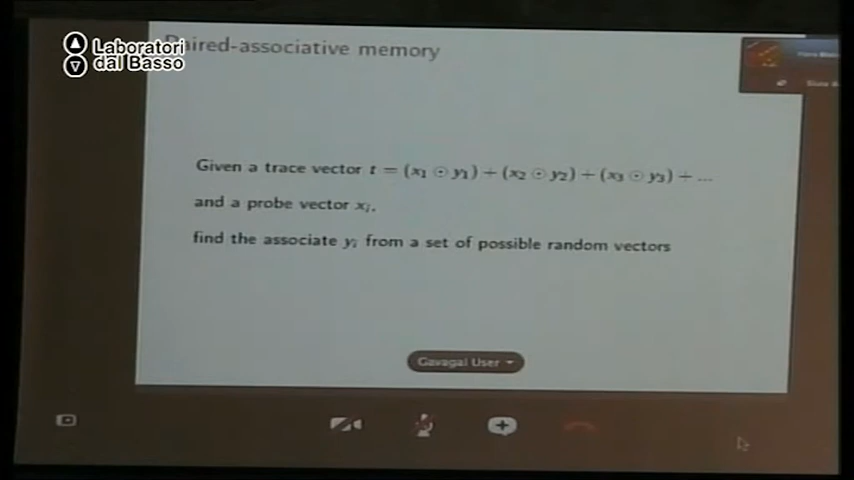 Laboratori
dal Basso
Paired-associative memory
Given a trace vector t = (x₁ ⊙ y₁) + (x₂ ⊙ y₂) + (x₃ ⊙ y₃) + ...
and a probe vector xᵢ,
find the associate yᵢ from a set of possible random vectors
Gavagai User